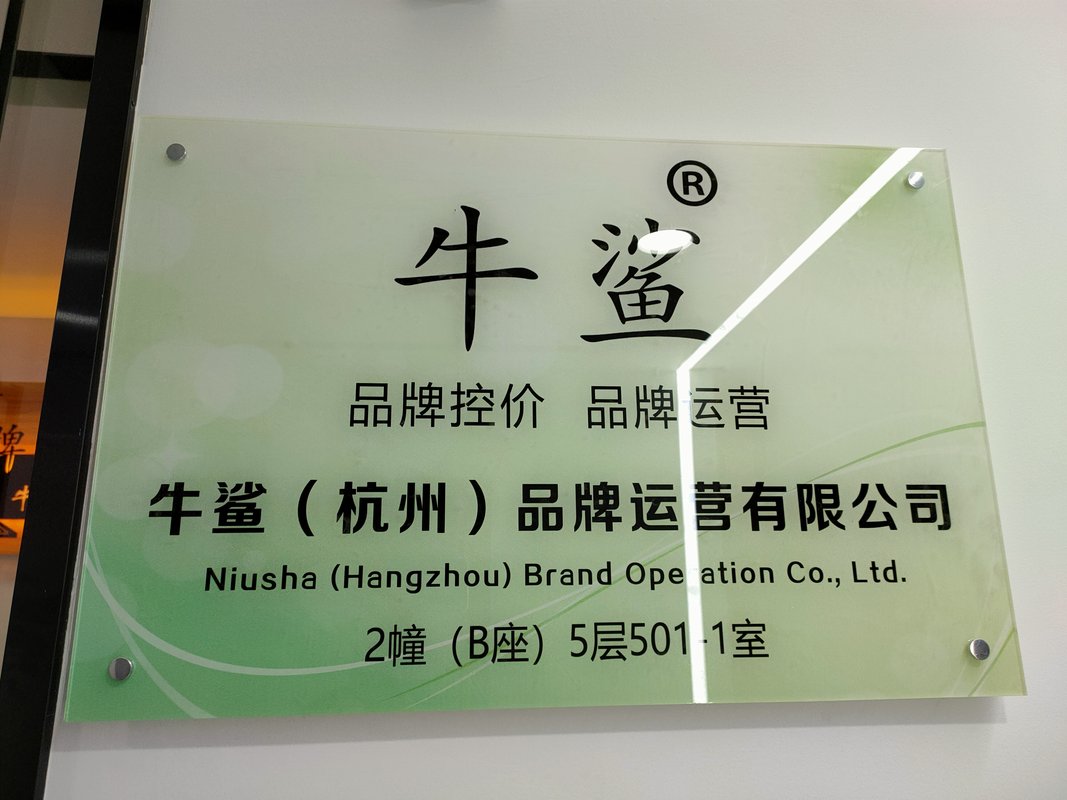 牛鲨®
品牌控价 品牌运营
牛鲨（杭州）品牌运营有限公司
Niusha (Hangzhou) Brand Operation Co., Ltd.
2幢（B座）5层501-1室
牌
牛